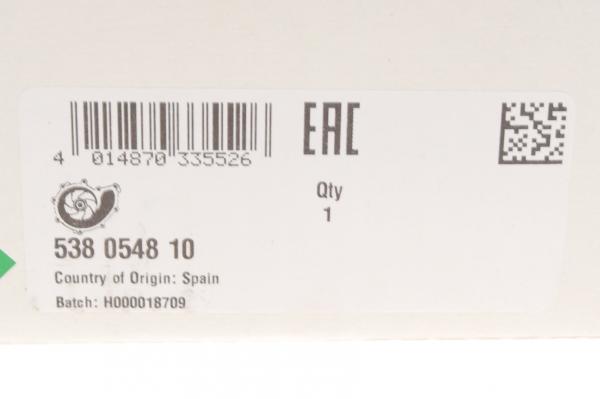 EAC
4 014870 335526
Qty
1
538 0548 10
Country of Origin: Spain
Batch: H000018709